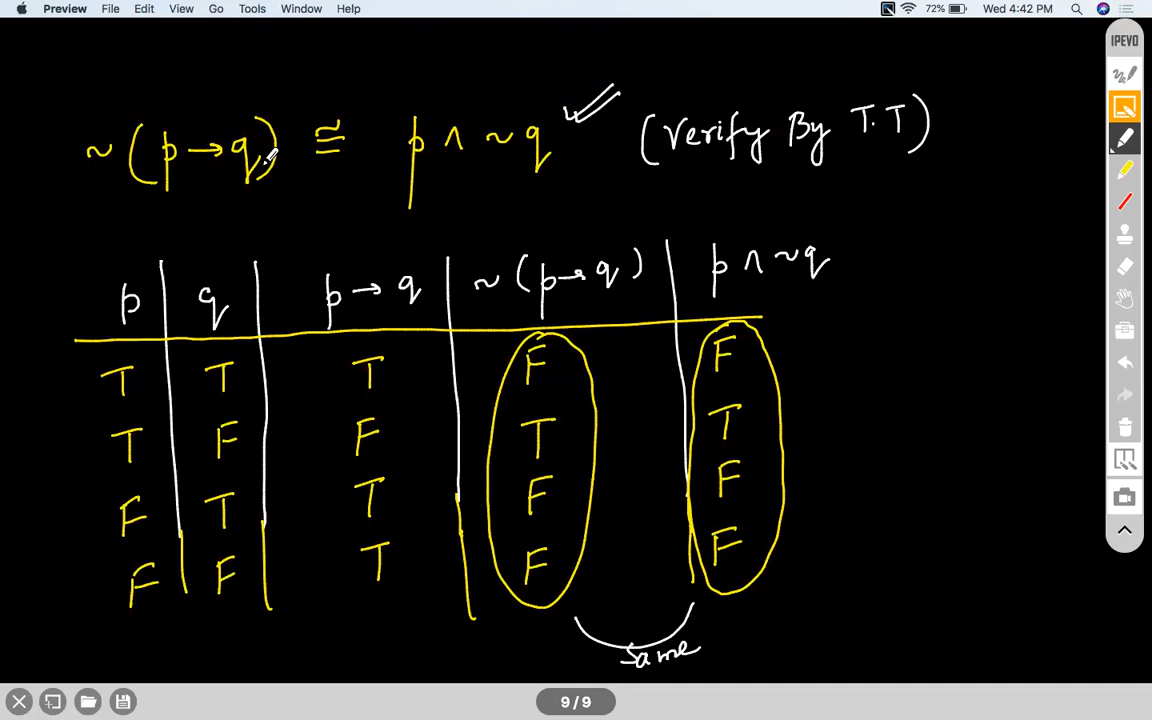 Preview File Edit View Go Tools Window Help 72% Wed 4:42 PM
IPEVO
~(p→q) ≅ p ∧ ~q (Verify By T.T)
p q p→q ~(p→q) p ∧ ~q
T T T F F
T F F T T
F T T F F
F F T F F
Same
9/9